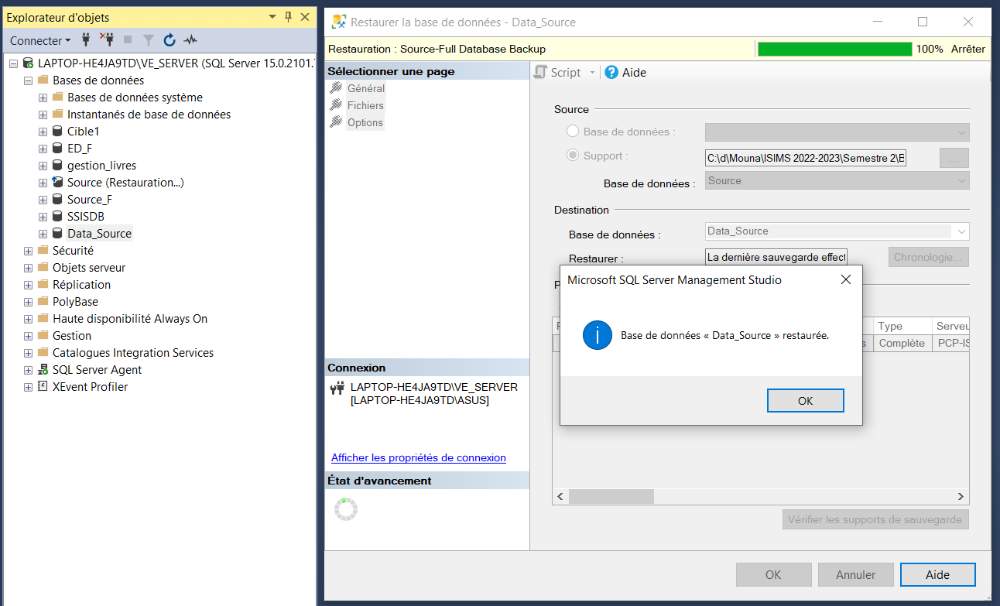 Explorateur d'objets
Connecter
LAPTOP-HE4JA9TD\VE_SERVER (SQL Server 15.0.2101.
Bases de données
Bases de données système
Instantanés de base de données
Cible1
ED_F
gestion_livres
Source (Restauration...)
Source_F
SSISDB
Data_Source
Sécurité
Objets serveur
Réplication
PolyBase
Haute disponibilité Always On
Gestion
Catalogues Integration Services
SQL Server Agent
XEvent Profiler
Restaurer la base de données - Data_Source
Restauration : Source-Full Database Backup
100% Arrêter
Sélectionner une page
Général
Fichiers
Options
Connexion
LAPTOP-HE4JA9TD\VE_SERVER
[LAPTOP-HE4JA9TD\ASUS]
Afficher les propriétés de connexion
État d'avancement
Script Aide
Source
Base de données :
Support : C:\d\Mouna\ISIMS 2022-2023\Semestre 2\B
...
Base de données : Source
Destination
Base de données : Data_Source
Restaurer : La dernière sauvegarde effect
Chronologie...
Microsoft SQL Server Management Studio
Base de données « Data_Source » restaurée.
OK
Type Serveu
Complète PCP-IS
Vérifier les supports de sauvegarde
OK Annuler Aide